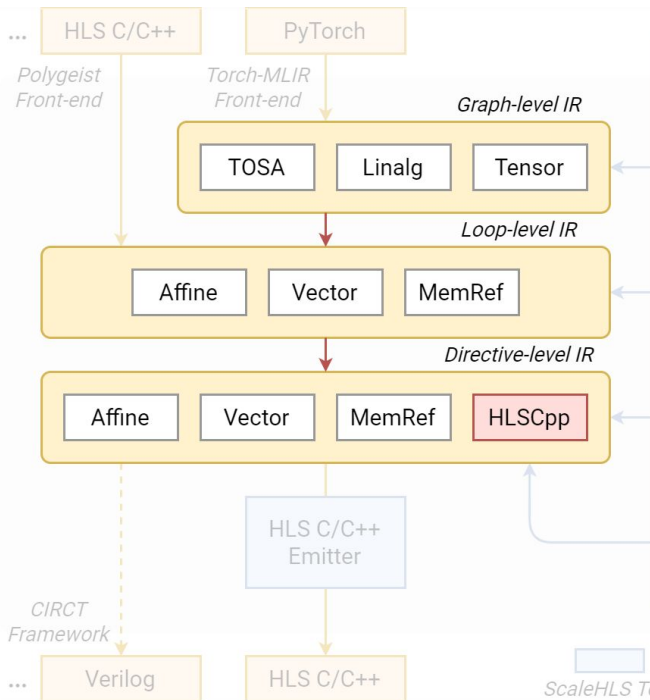 ... HLS C/C++ PyTorch
Polygeist
Front-end
Torch-MLIR
Front-end
Graph-level IR
TOSA Linalg Tensor
Loop-level IR
Affine Vector MemRef
Directive-level IR
Affine Vector MemRef HLSCpp
HLS C/C++
Emitter
CIRCT
Framework
... Verilog HLS C/C++
ScaleHLS